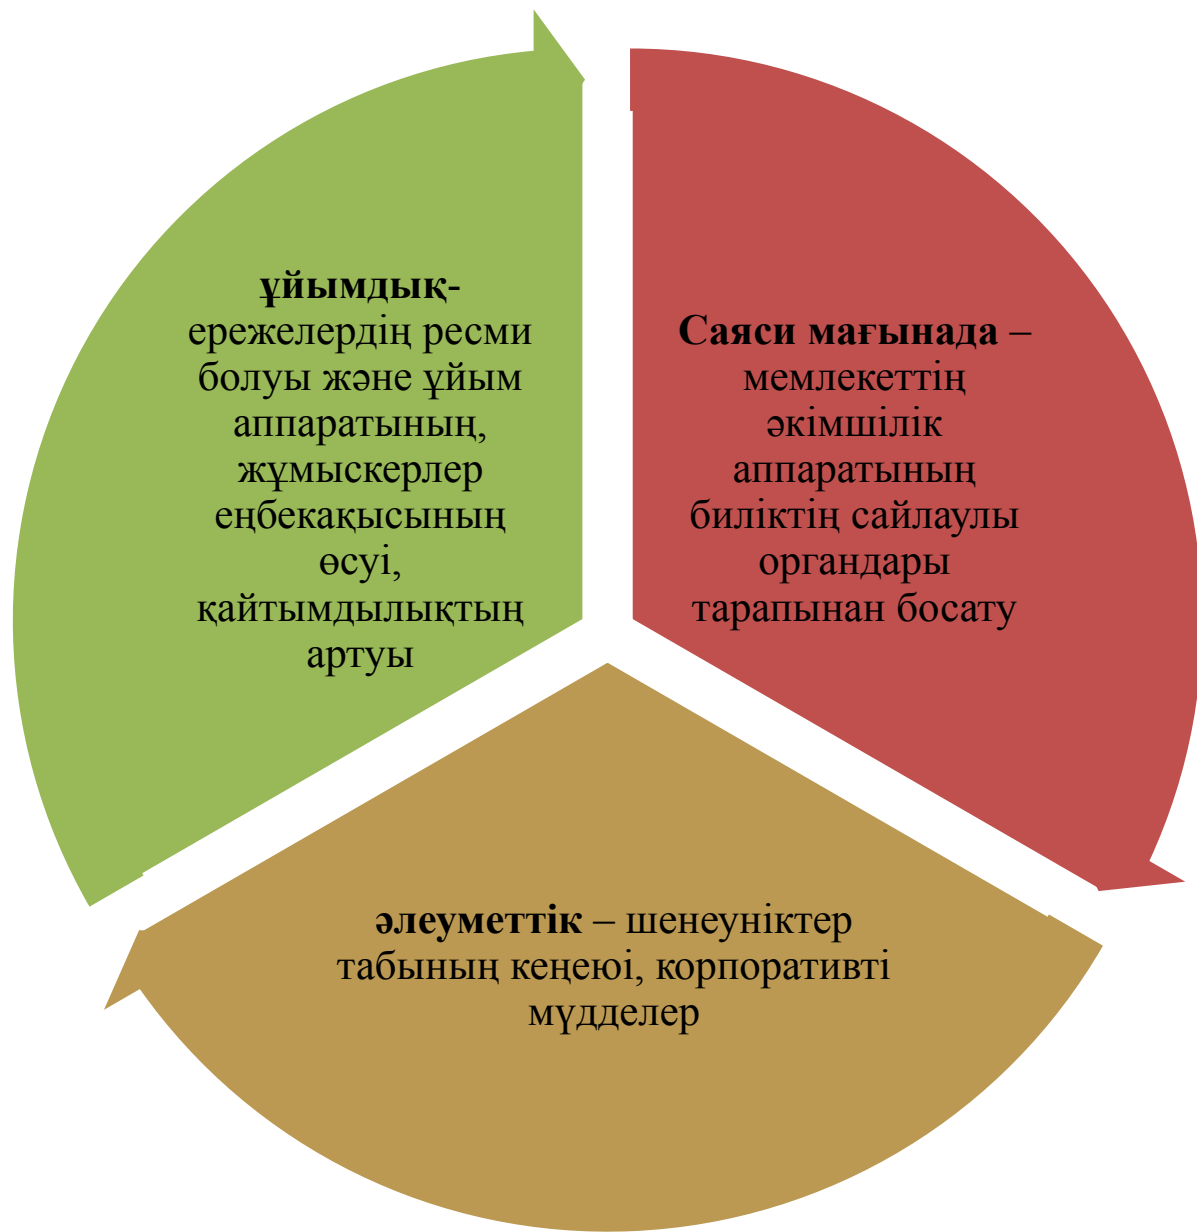 ұйымдық-
ережелердің ресми
болуы және ұйым
аппаратының,
жұмыскерлер
еңбекақысының
өсуі,
қайтымдылықтың
артуы
Саяси мағынада –
мемлекеттің
әкімшілік
аппаратының
биліктің сайлаулы
органдары
тарапынан босату
әлеуметтік – шенеуніктер
табының кеңеюі, корпоративті
мүдделер